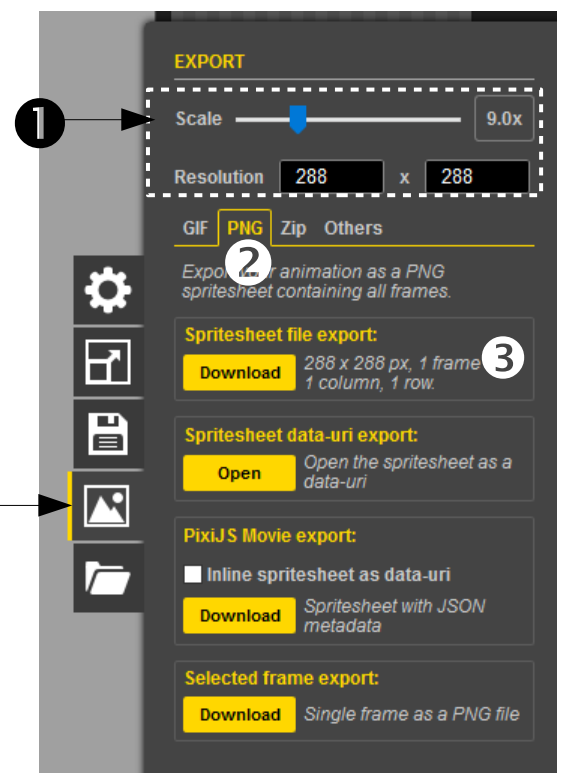 EXPORT
1
Scale 9.0x
Resolution 288 x 288
GIF PNG Zip Others
2
animation as a PNG
spritesheet containing all frames.
Spritesheet file export:
3
Download
288 x 288 px, 1 frame
1 column, 1 row.
Spritesheet data-uri export:
Open
Open the spritesheet as a
data-uri
PixiJS Movie export:
Inline spritesheet as data-uri
Download
Spritesheet with JSON
metadata
Selected frame export:
Download
Single frame as a PNG file